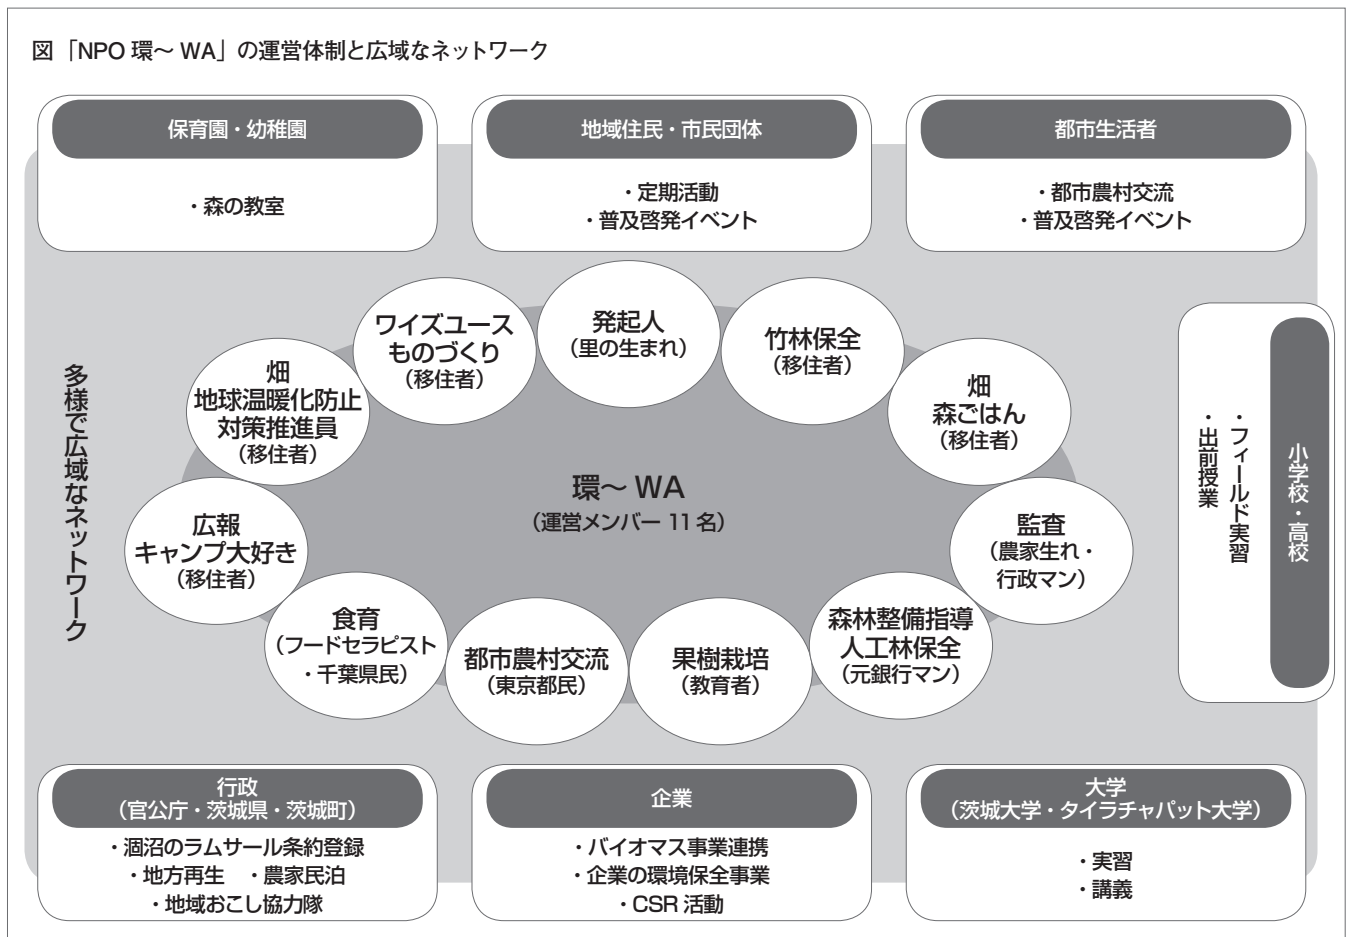 図「NPO 環～ WA」の運営体制と広域なネットワーク
保育園・幼稚園
・森の教室
地域住民・市民団体
・定期活動
・普及啓発イベント
都市生活者
・都市農村交流
・普及啓発イベント
多様で広域なネットワーク
発起人
（里の生まれ）
竹林保全
（移住者）
畑
森ごはん
（移住者）
監査
（農家生れ・
行政マン）
森林整備指導
人工林保全
（元銀行マン）
果樹栽培
（教育者）
都市農村交流
（東京都民）
食育
（フードセラピスト
・千葉県民）
広報
キャンプ大好き
（移住者）
畑
地球温暖化防止
対策推進員
（移住者）
ワイズユース
ものづくり
（移住者）
環～ WA
（運営メンバー 11 名）
小学校・高校
・フィールド実習
・出前授業
行政
（官公庁・茨城県・茨城町）
・涸沼のラムサール条約登録
・地方再生　・農家民泊
・地域おこし協力隊
企業
・バイオマス事業連携
・企業の環境保全事業
・CSR 活動
大学
（茨城大学・タイラチャパット大学）
・実習
・講義